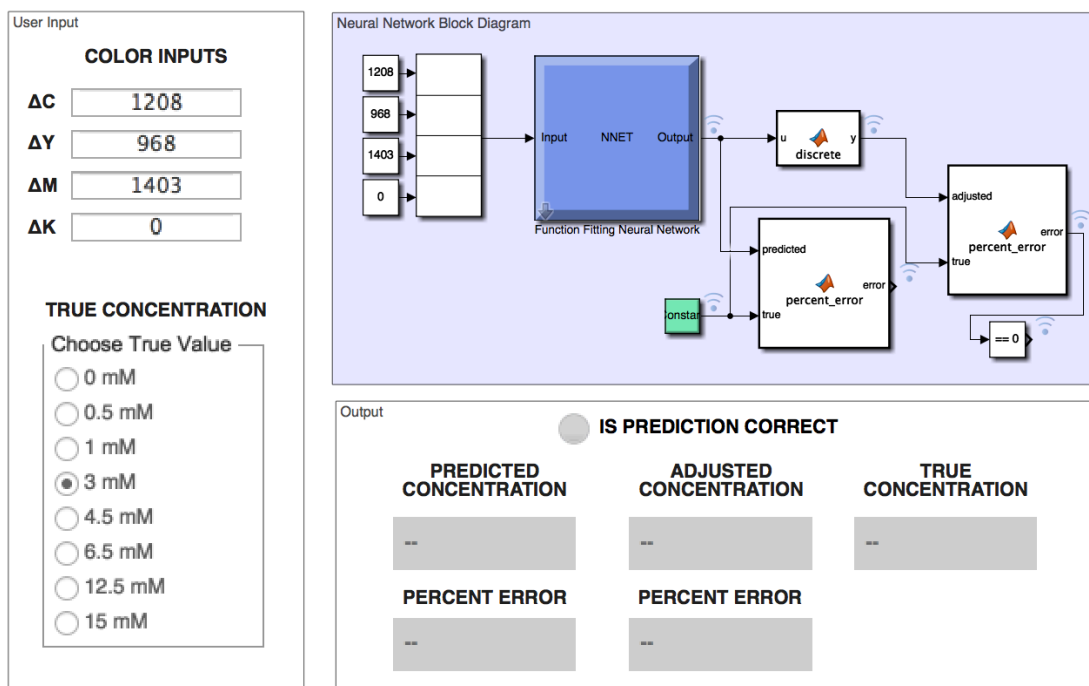 User Input
COLOR INPUTS
ΔC 1208
ΔY 968
ΔM 1403
ΔK 0
TRUE CONCENTRATION
Choose True Value
0 mM
0.5 mM
1 mM
3 mM
4.5 mM
6.5 mM
12.5 mM
15 mM
Neural Network Block Diagram
1208
968
1403
0
Input NNET Output
Function Fitting Neural Network
u y
discrete
predicted
error
percent_error
true
Constan
adjusted
error
percent_error
true
== 0
Output
IS PREDICTION CORRECT
PREDICTED CONCENTRATION
ADJUSTED CONCENTRATION
TRUE CONCENTRATION
--
--
--
PERCENT ERROR
PERCENT ERROR
--
--